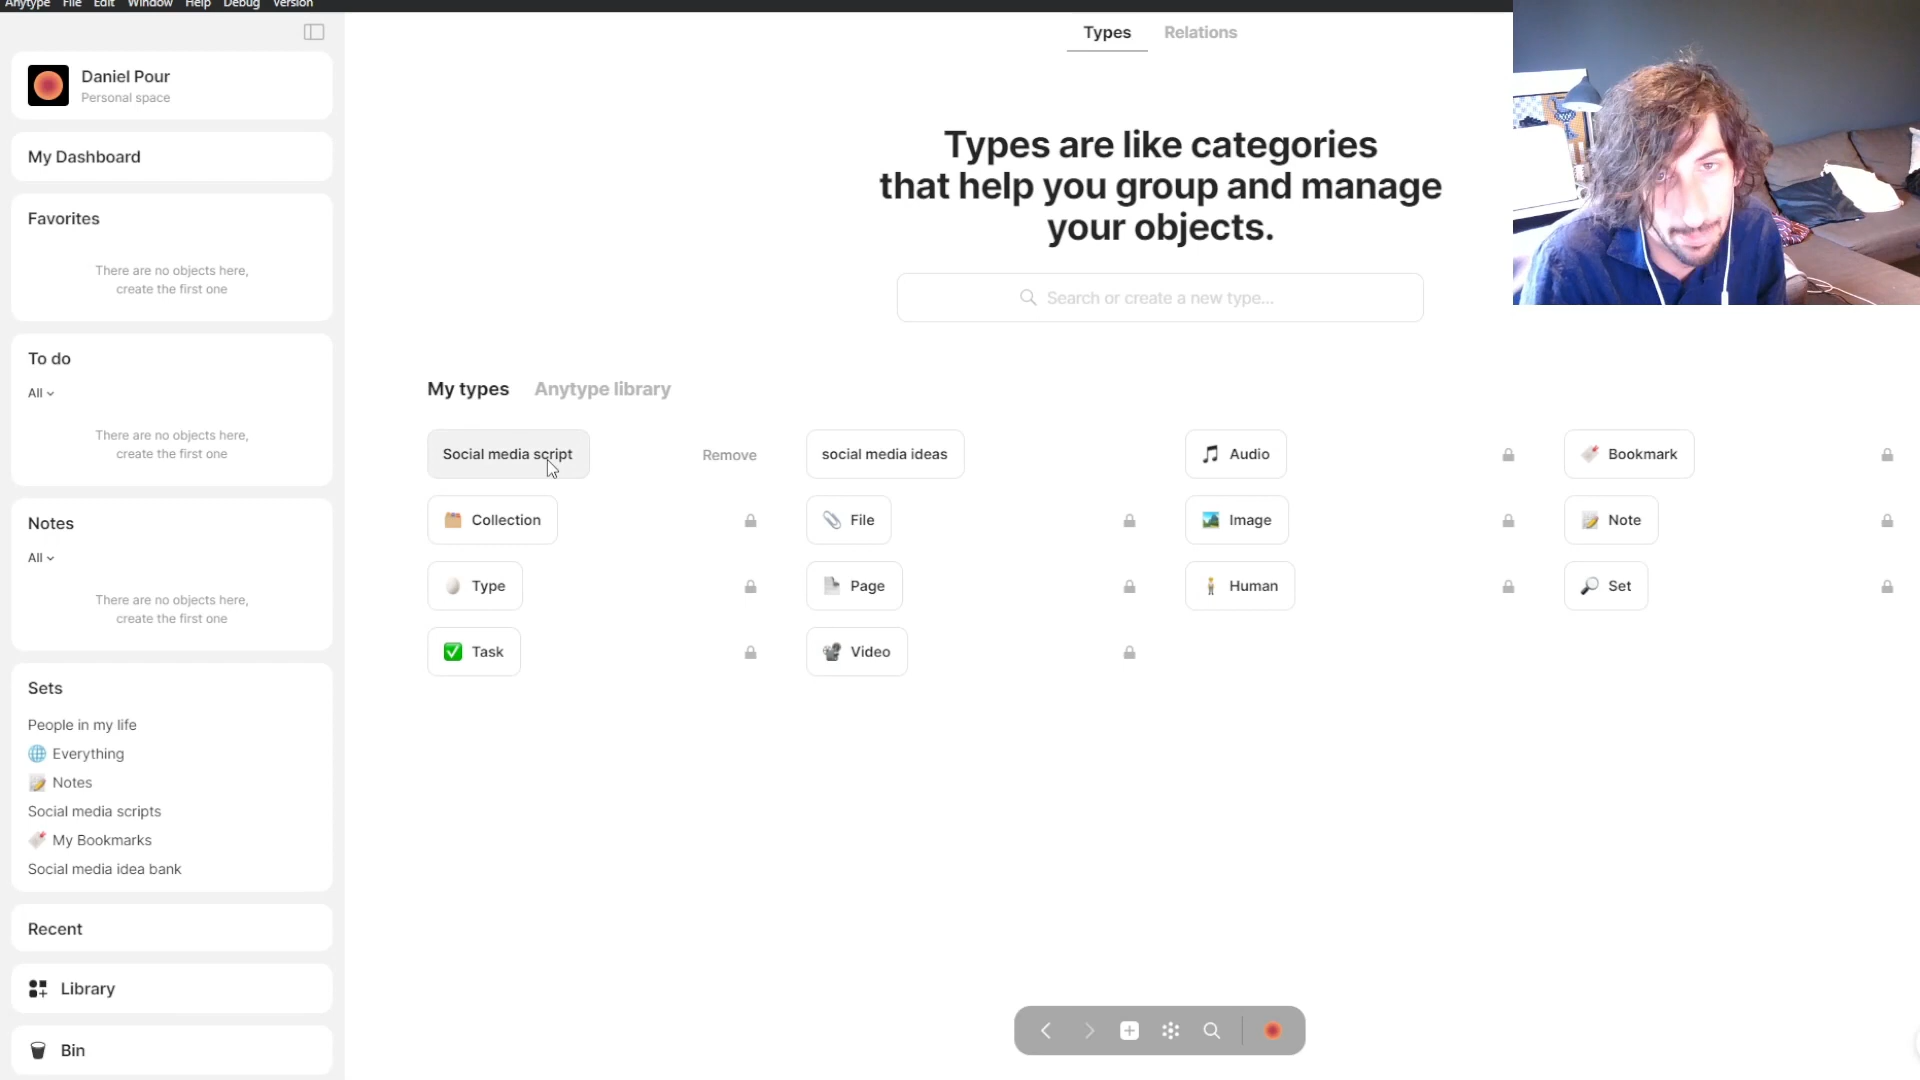 Anytype File Edit Window Help Debug Version
Daniel Pour
Personal space
My Dashboard
Favorites
There are no objects here,
create the first one
To do
All
There are no objects here,
create the first one
Notes
All
There are no objects here,
create the first one
Sets
People in my life
Everything
Notes
Social media scripts
My Bookmarks
Social media idea bank
Recent
Library
Bin
Types Relations
Types are like categories
that help you group and manage
your objects.
Search or create a new type...
My types Anytype library
Social media script Remove social media ideas Audio Bookmark
Collection File Image Note
Type Page Human Set
Task Video